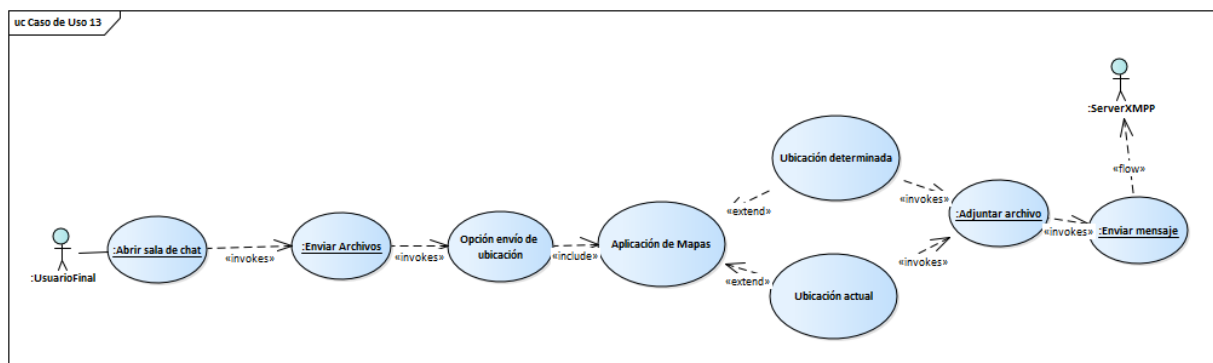 uc Caso de Uso 13
:UsuarioFinal
:Abrir sala de chat
«invokes»
:Enviar Archivos
«invokes»
Opción envío de
ubicación
«include»
Aplicación de Mapas
«extend»
Ubicación determinada
«extend»
Ubicación actual
«invokes»
«invokes»
:Adjuntar archivo
«invokes»
:Enviar mensaje
«flow»
:ServerXMPP